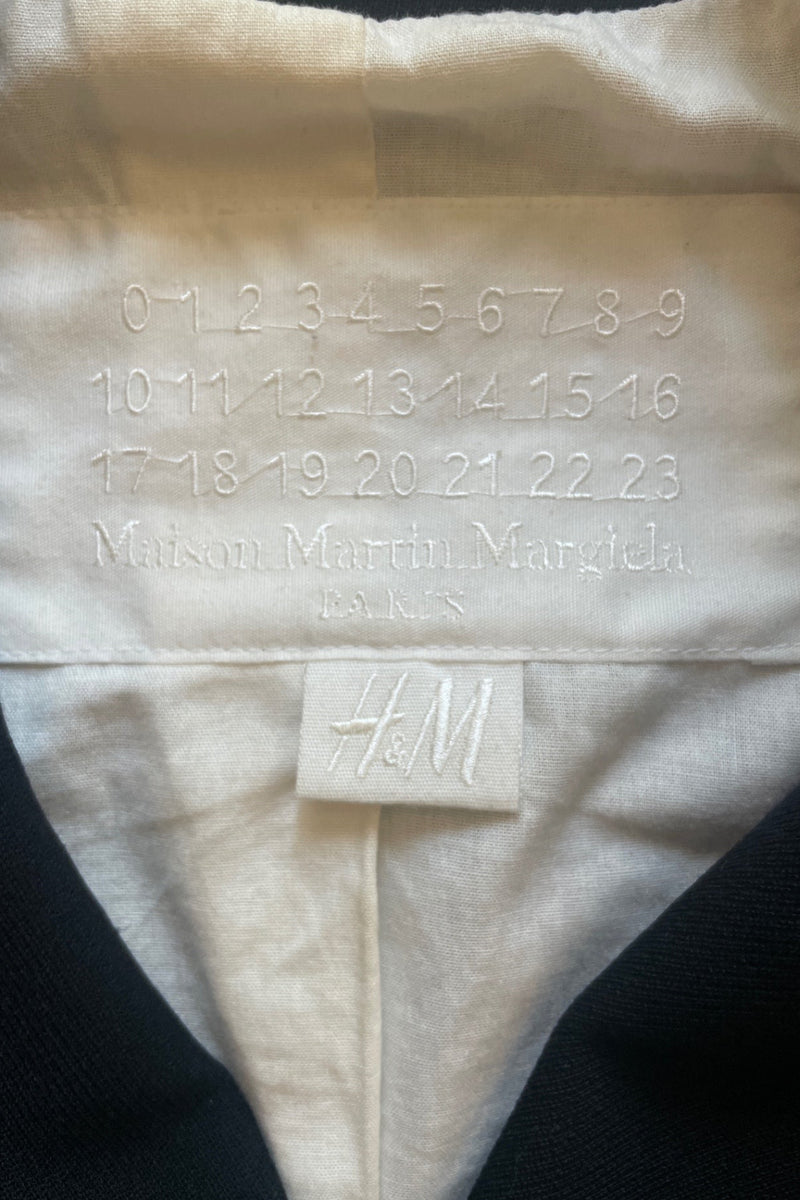 0 1 2 3 4 5 6 7 8 9
10 11 12 13 14 15 16
17 18 19 20 21 22 23
Maison Martin Margiela
PARIS
H&M